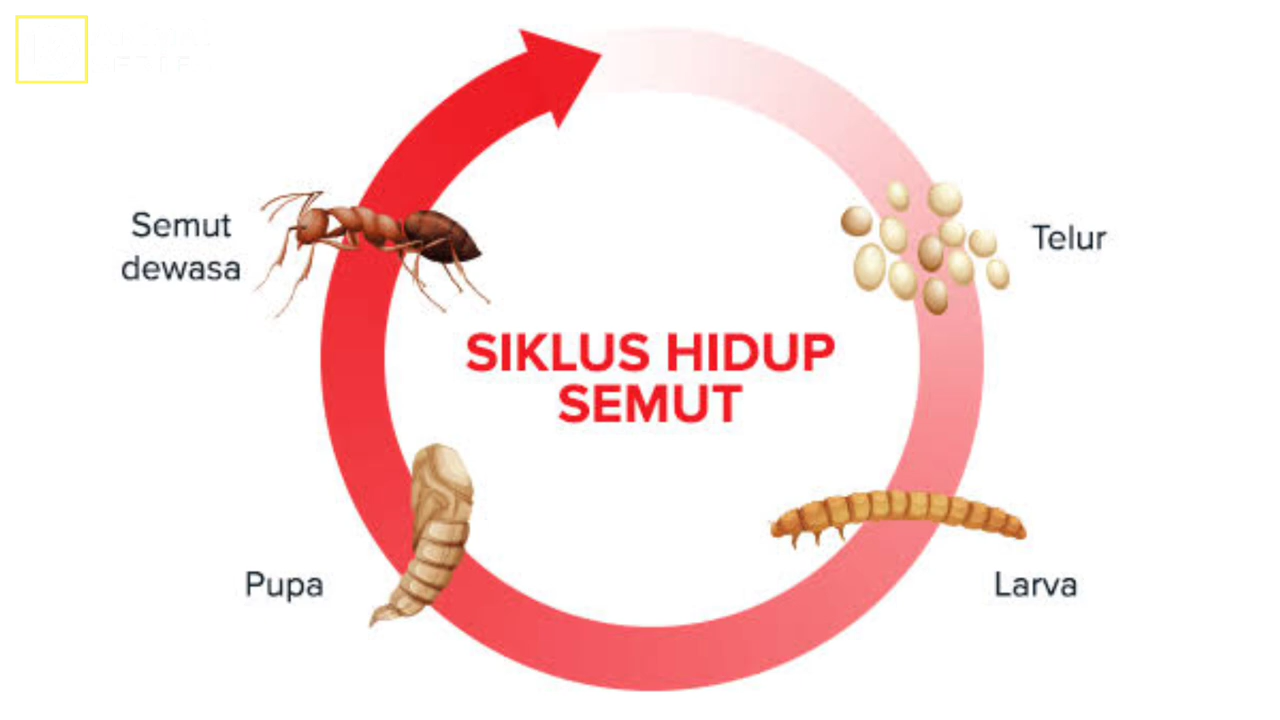 SIKLUS HIDUP
SEMUT
Telur
Larva
Pupa
Semut
dewasa